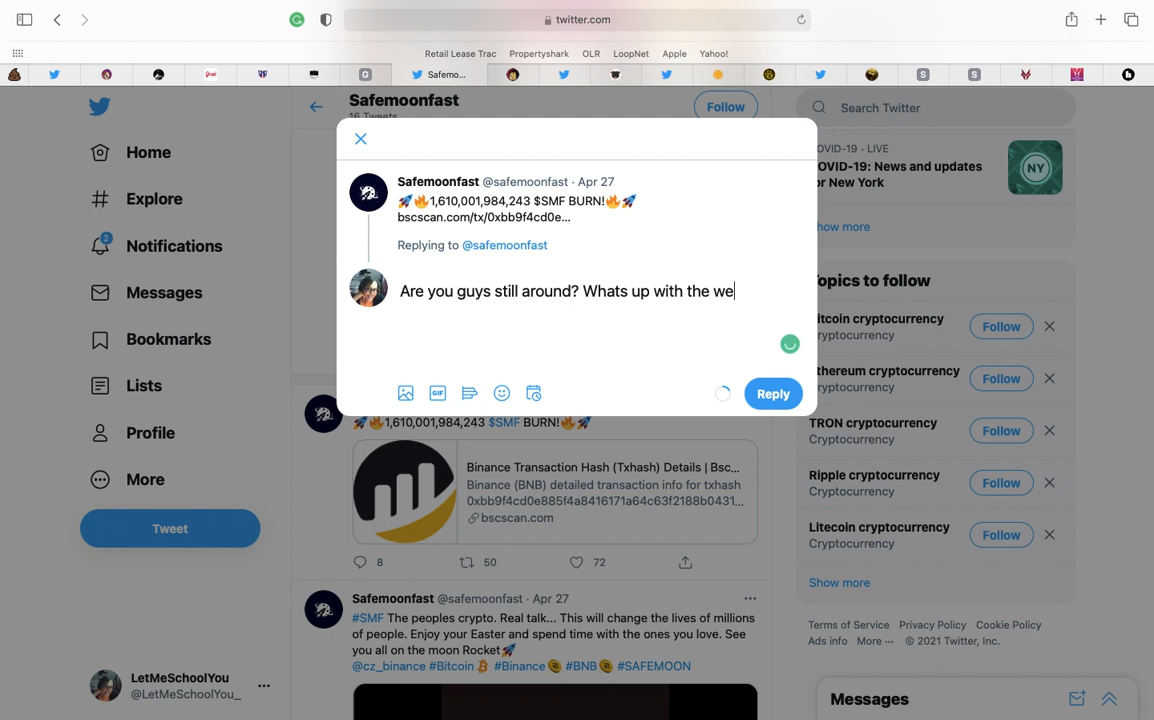 twitter.com
Retail Lease Trac Propertyshark OLR LoopNet Apple Yahoo!
Safemo...
Home
Explore
2
Notifications
Messages
Bookmarks
Lists
Profile
More
Tweet
LetMeSchoolYou
@LetMeSchoolYou_
Safemoonfast
16 Tweets
Follow
Safemoonfast @safemoonfast · Apr 27
🚀🔥1,610,001,984,243 $SMF BURN!🔥🚀
bscscan.com/tx/0xbb9f4cd0e...
Replying to @safemoonfast
Are you guys still around? Whats up with the we
GIF
Reply
🚀🔥1,610,001,984,243 $SMF BURN!🔥🚀
Binance Transaction Hash (Txhash) Details | Bsc...
Binance (BNB) detailed transaction info for txhash
0xbb9f4cd0e885f4a8416171a64c63f2188b0431...
bscscan.com
8 50 72
Safemoonfast @safemoonfast · Apr 27
#SMF The peoples crypto. Real talk... This will change the lives of millions
of people. Enjoy your Easter and spend time with the ones you love. See
you all on the moon Rocket🚀
@cz_binance #Bitcoin #Binance #BNB #SAFEMOON
Search Twitter
OVID-19 · LIVE
OVID-19: News and updates
or New York
NY
how more
Topics to follow
itcoin cryptocurrency
ryptocurrency
Follow
thereum cryptocurrency
ryptocurrency
Follow
TRON cryptocurrency
Cryptocurrency
Follow
Ripple cryptocurrency
Cryptocurrency
Follow
Litecoin cryptocurrency
Cryptocurrency
Follow
Show more
Terms of Service Privacy Policy Cookie Policy
Ads info More ··· © 2021 Twitter, Inc.
Messages